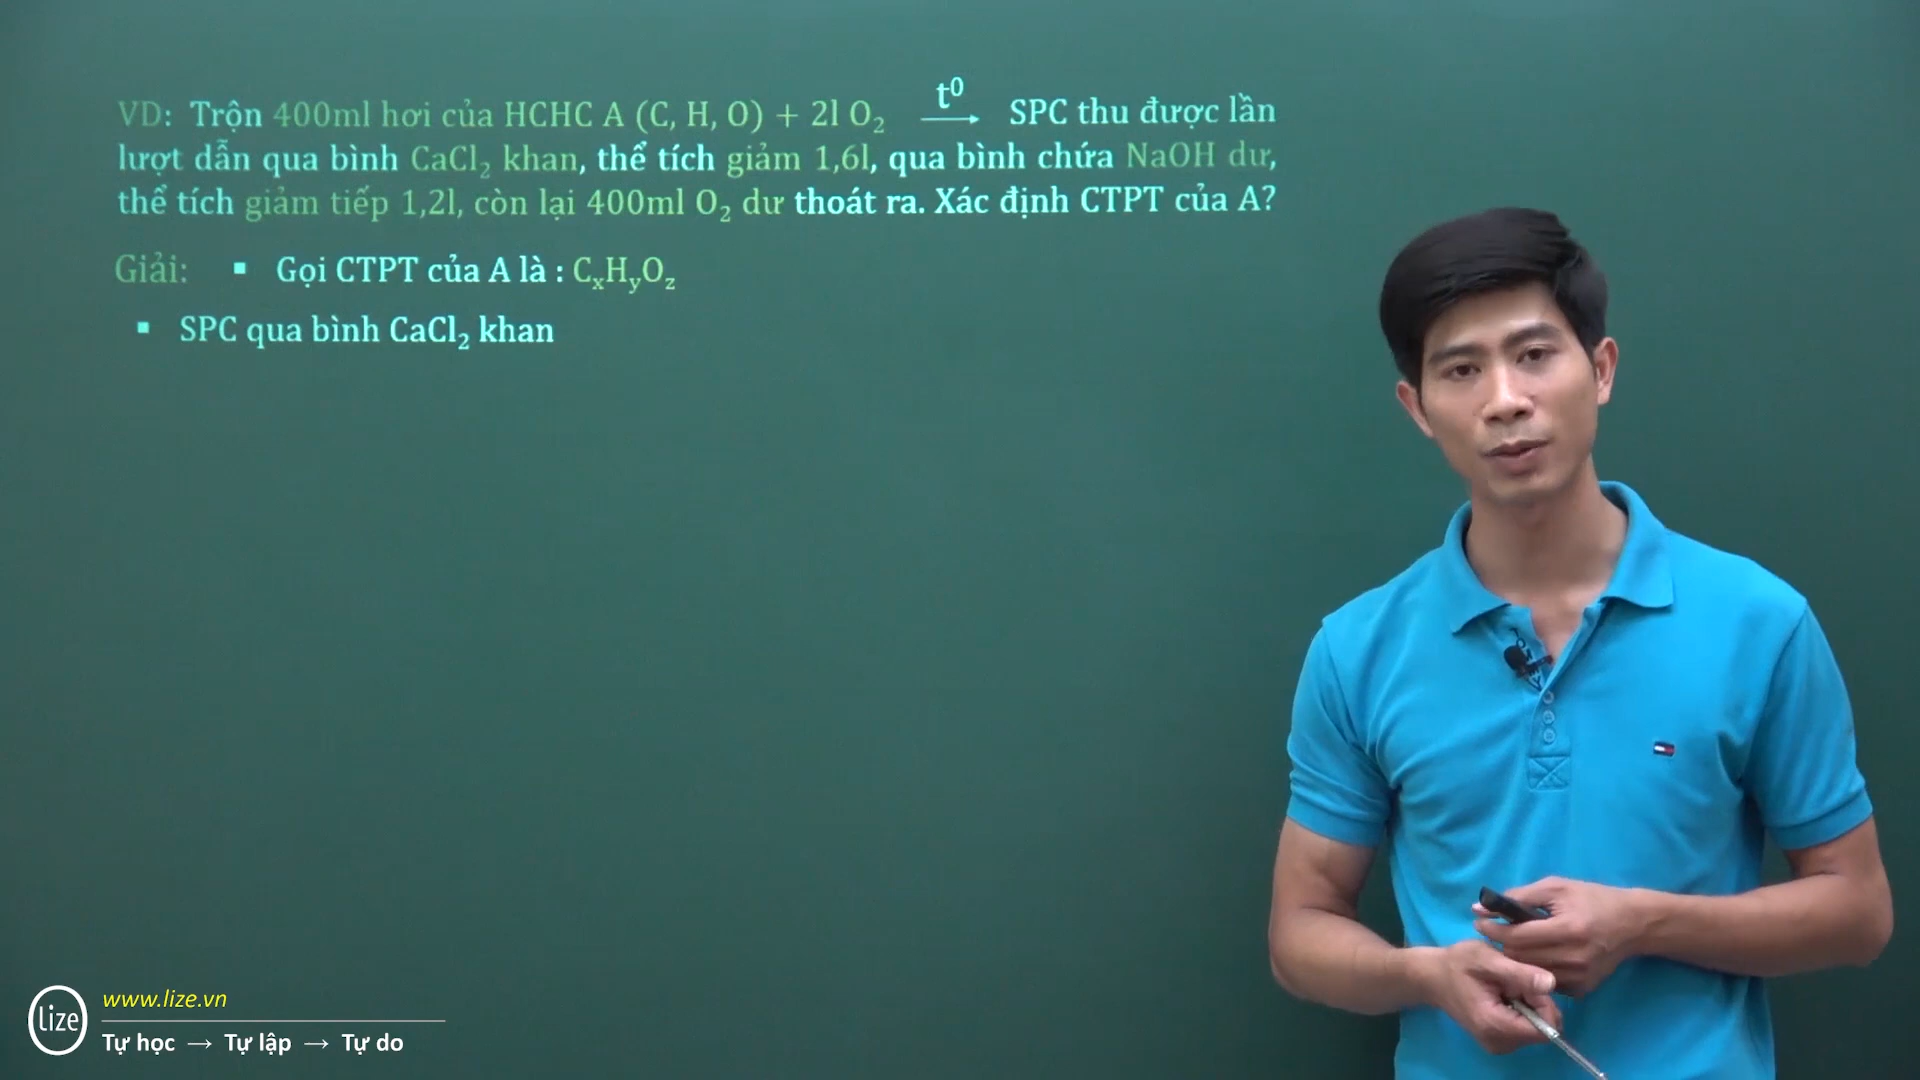 VD: Trộn 400ml hơi của HCHC A (C, H, O) + 2l O₂ t⁰ → SPC thu được lần
lượt dẫn qua bình CaCl₂ khan, thể tích giảm 1,6l, qua bình chứa NaOH dư,
thể tích giảm tiếp 1,2l, còn lại 400ml O₂ dư thoát ra. Xác định CTPT của A?
Giải: ▪ Gọi CTPT của A là : CₓHᵧO𝓏
▪ SPC qua bình CaCl₂ khan
lize
www.lize.vn
Tự học → Tự lập → Tự do